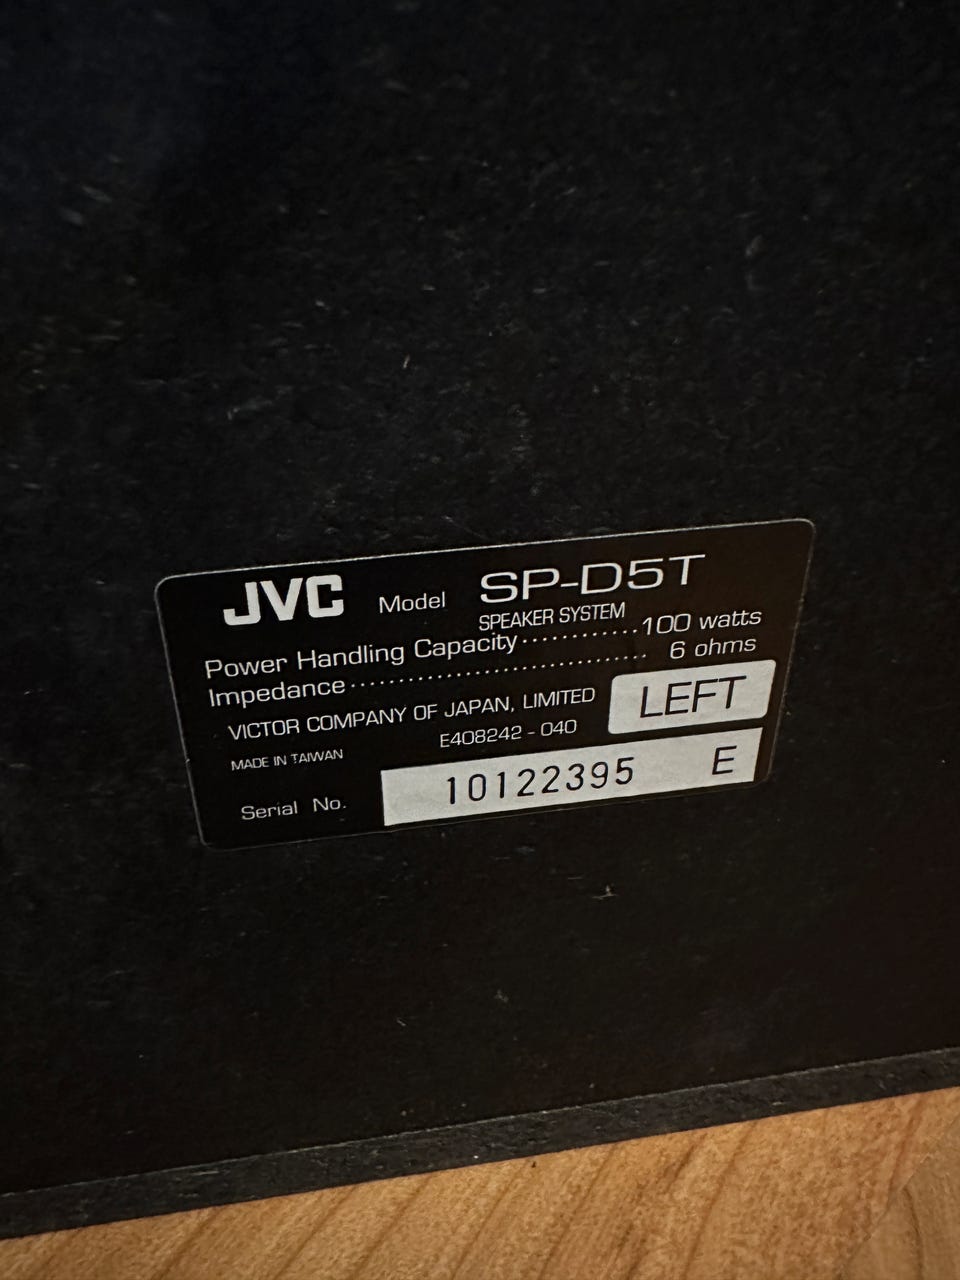 JVC Model SP-D5T
SPEAKER SYSTEM
Power Handling Capacity ............ 100 watts
Impedance .............................. 6 ohms
VICTOR COMPANY OF JAPAN, LIMITED LEFT
MADE IN TAIWAN E408242 - 040
Serial No. 10122395 E